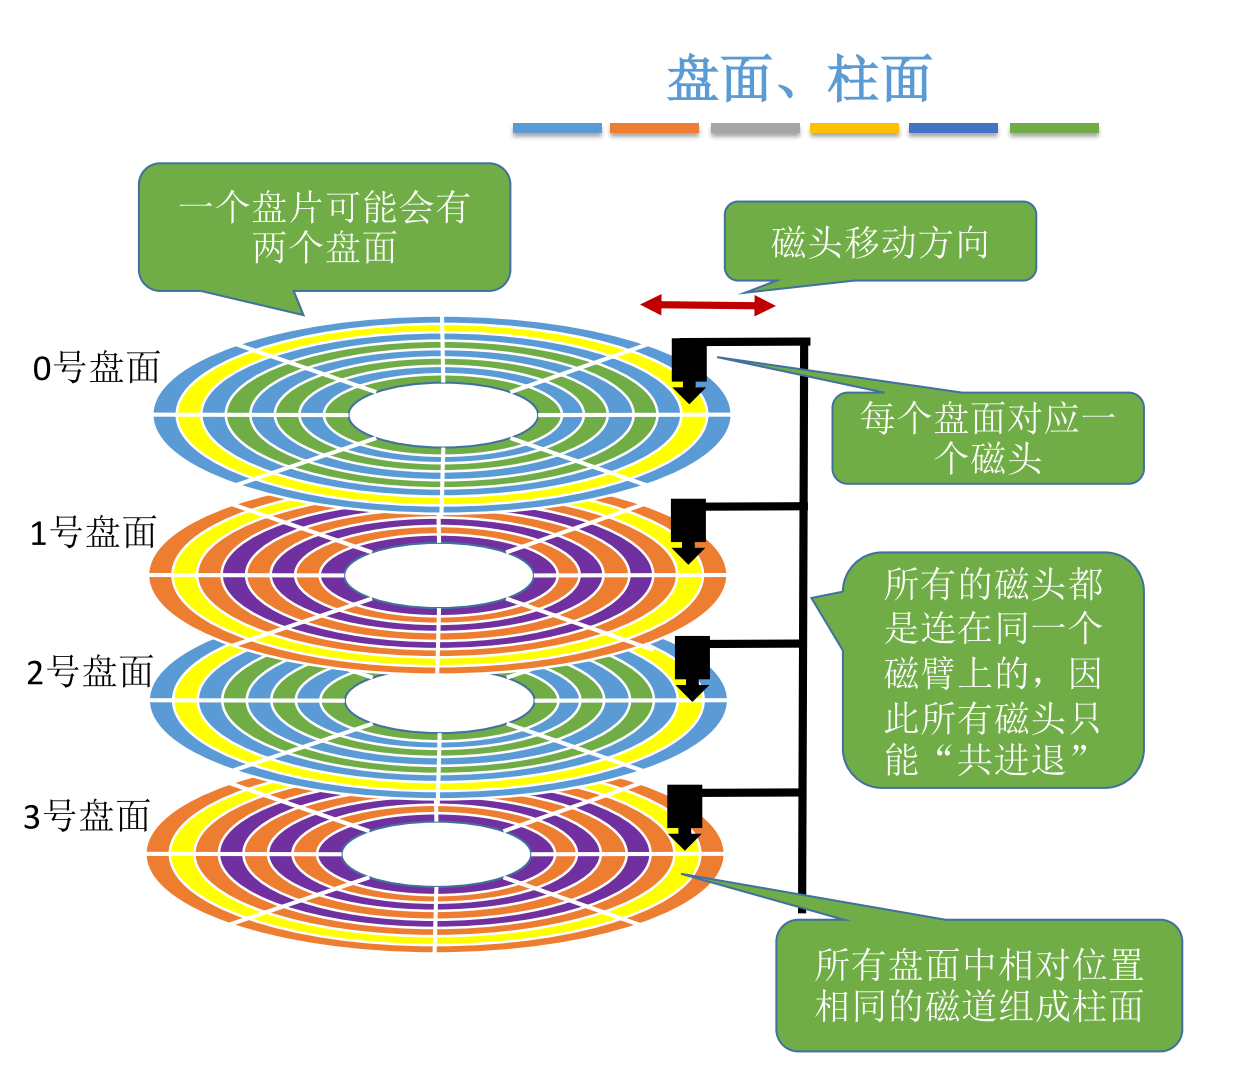 盘面、柱面
一个盘片可能会有
两个盘面
磁头移动方向
0号盘面
每个盘面对应一
个磁头
1号盘面
所有的磁头都
是连在同一个
磁臂上的，因
此所有磁头只
能“共进退”
2号盘面
3号盘面
所有盘面中相对位置
相同的磁道组成柱面